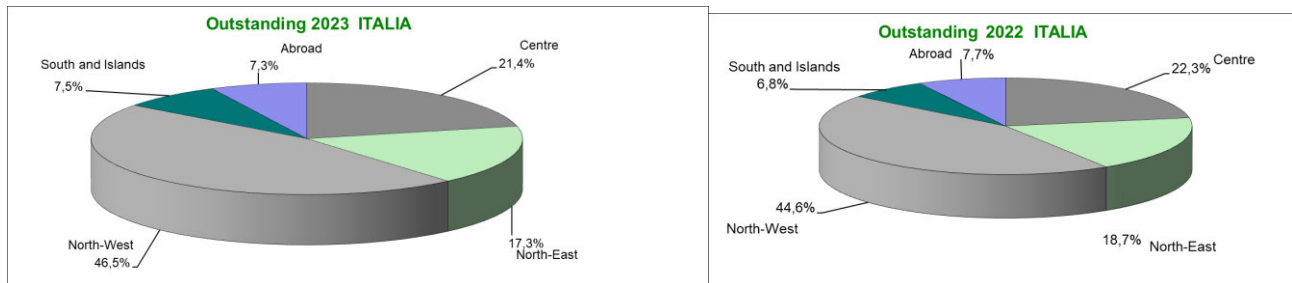 Outstanding 2023 ITALIA
Abroad
7,3%
Centre
21,4%
South and Islands
7,5%
North-West
46,5%
17,3%
North-East
Outstanding 2022 ITALIA
Abroad 7,7%
Centre
22,3%
South and Islands
6,8%
44,6%
North-West
18,7%
North-East